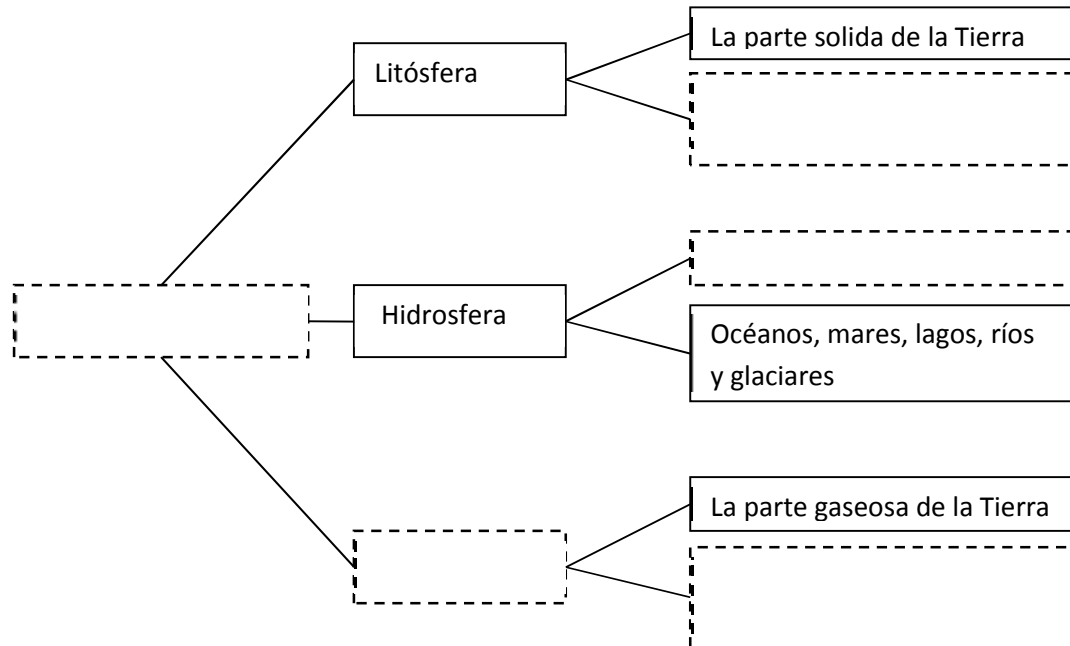 La parte solida de la Tierra
Litósfera
Hidrosfera
Océanos, mares, lagos, ríos
y glaciares
La parte gaseosa de la Tierra